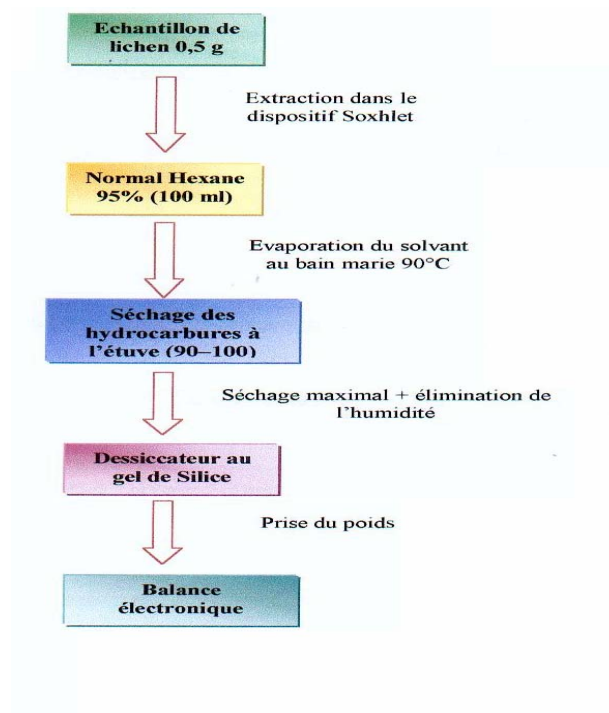 Echantillon de
lichen 0,5 g
Extraction dans le
dispositif Soxhlet
Normal Hexane
95% (100 ml)
Evaporation du solvant
au bain marie 90°C
Séchage des
hydrocarbures à
l'étuve (90–100)
Séchage maximal + élimination de
l'humidité
Dessiccateur au
gel de Silice
Prise du poids
Balance
électronique